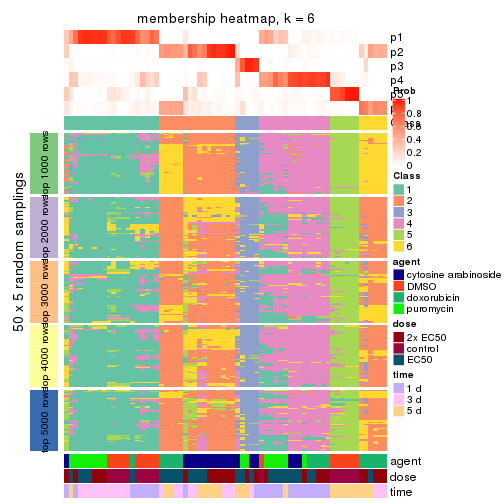 membership heatmap, k = 6
p1
p2
p3
p4
Prob
1
0.8
0.6
0.4
0.2
0
50 x 5 random samplings
top 1000 rows
top 2000 rows
top 3000 rows
top 4000 rows
top 5000 rows
Class
1
2
3
4
5
6
agent
cytosine arabinoside
DMSO
doxorubicin
puromycin
dose
2x EC50
control
EC50
time
1 d
3 d
5 d
agent
dose
time